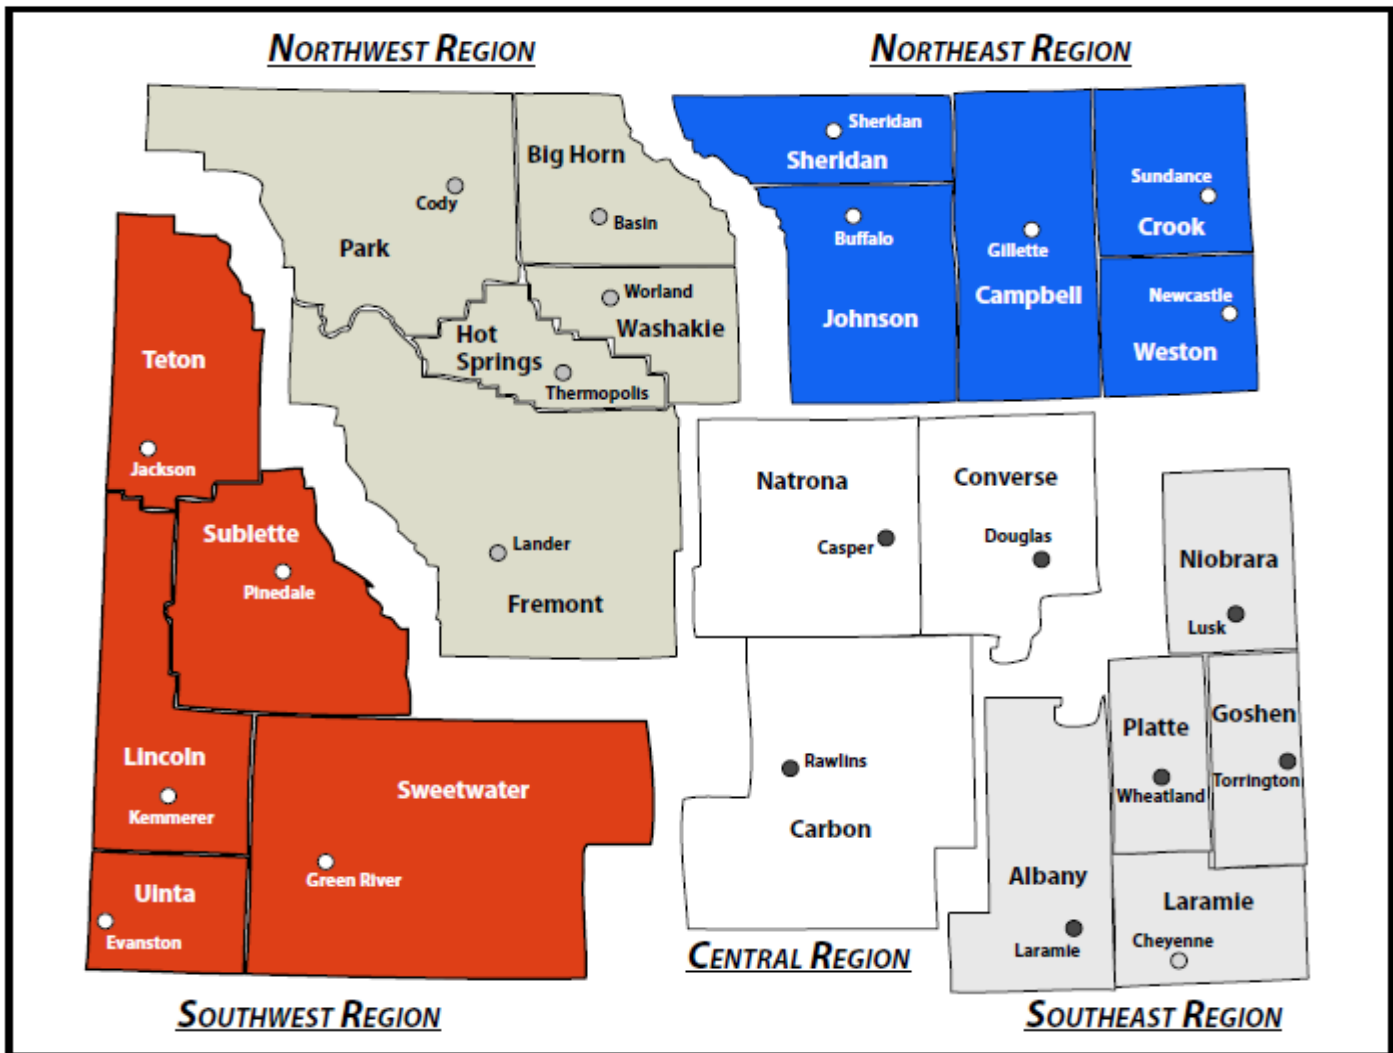 NORTHWEST REGION
NORTHEAST REGION
Sheridan
Sheridan
Big Horn
Cody
Basin
Park
Sundance
Crook
Buffalo
Gillette
Campbell
Johnson
Newcastle
Weston
Worland
Washakie
Hot
Springs
Thermopolis
Teton
Jackson
Sublette
Pinedale
Lander
Fremont
Natrona
Casper
Converse
Douglas
Niobrara
Lusk
Platte
Wheatland
Goshen
Torrington
Lincoln
Kemmerer
Sweetwater
Green River
Rawlins
Carbon
Uinta
Evanston
Albany
Laramie
Laramie
Cheyenne
CENTRAL REGION
SOUTHWEST REGION
SOUTHEAST REGION